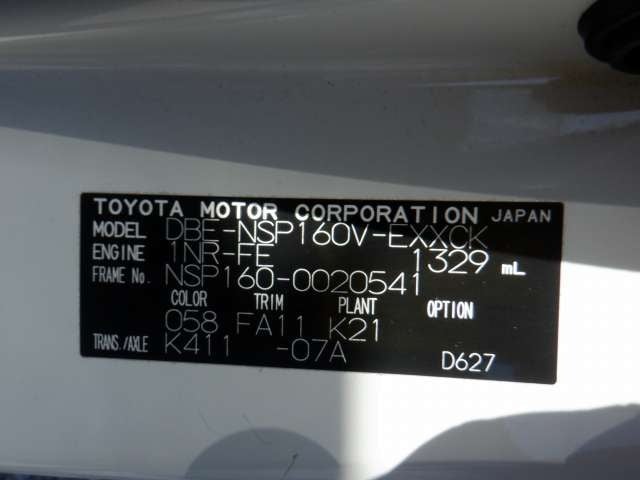 TOYOTA MOTOR CORPORATION JAPAN
MODEL DBE-NSP160V-EXXCK
ENGINE 1NR-FE 1329 mL
FRAME No. NSP160-0020541
COLOR TRIM PLANT OPTION
058 FA11 K21
TRANS./AXLE K411 -07A
D627